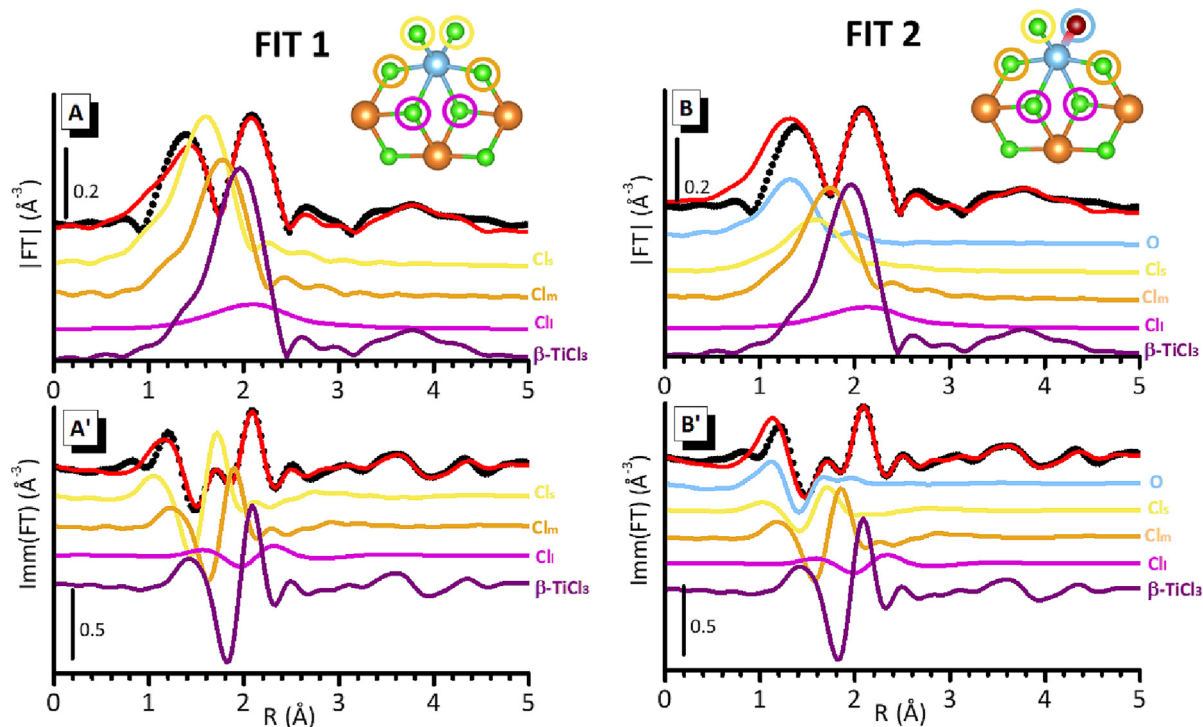 FIT 1
FIT 2
A
0.2
|FT| (Å⁻³)
Cls
Clm
Cll
β-TiCl₃
0 1 2 3 4 5
B
0.2
|FT| (Å⁻³)
O
Cls
Clm
Cll
β-TiCl₃
0 1 2 3 4 5
A'
Imm(FT) (Å⁻³)
Cls
Clm
Cll
β-TiCl₃
0.5
0 1 2 3 4 5
R (Å)
B'
Imm(FT) (Å⁻³)
O
Cls
Clm
Cll
β-TiCl₃
0.5
0 1 2 3 4 5
R (Å)